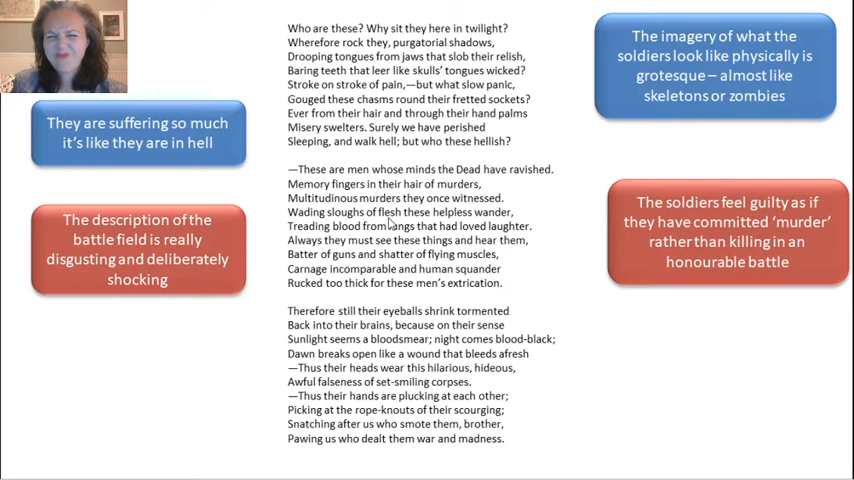 Who are these? Why sit they here in twilight?
Wherefore rock they, purgatorial shadows,
Drooping tongues from jaws that slob their relish,
Baring teeth that leer like skulls' tongues wicked?
Stroke on stroke of pain,—but what slow panic,
Gouged these chasms round their fretted sockets?
Ever from their hair and through their hand palms
Misery swelters. Surely we have perished
Sleeping, and walk hell; but who these hellish?
—These are men whose minds the Dead have ravished.
Memory fingers in their hair of murders,
Multitudinous murders they once witnessed.
Wading sloughs of flesh these helpless wander,
Treading blood from lungs that had loved laughter.
Always they must see these things and hear them,
Batter of guns and shatter of flying muscles,
Carnage incomparable and human squander
Rucked too thick for these men's extrication.
Therefore still their eyeballs shrink tormented
Back into their brains, because on their sense
Sunlight seems a bloodsmear; night comes blood-black;
Dawn breaks open like a wound that bleeds afresh
—Thus their heads wear this hilarious, hideous,
Awful falseness of set-smiling corpses.
—Thus their hands are plucking at each other;
Picking at the rope-knouts of their scourging;
Snatching after us who smote them, brother,
Pawing us who dealt them war and madness.
They are suffering so much
it's like they are in hell
The description of the
battle field is really
disgusting and deliberately
shocking
The imagery of what the
soldiers look like physically is
grotesque – almost like
skeletons or zombies
The soldiers feel guilty as if
they have committed 'murder'
rather than killing in an
honourable battle